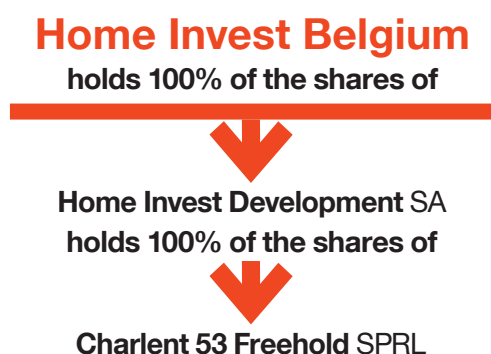 Home Invest Belgium
holds 100% of the shares of
Home Invest Development SA
holds 100% of the shares of
Charlent 53 Freehold SPRL